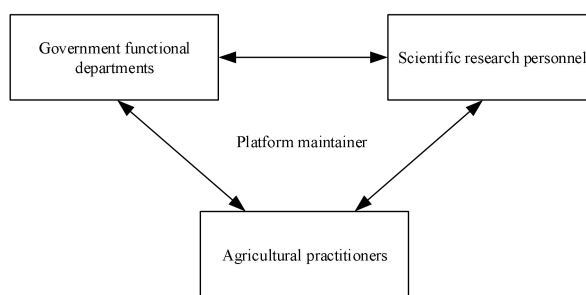 Government functional
departments
Scientific research personnel
Platform maintainer
Agricultural practitioners